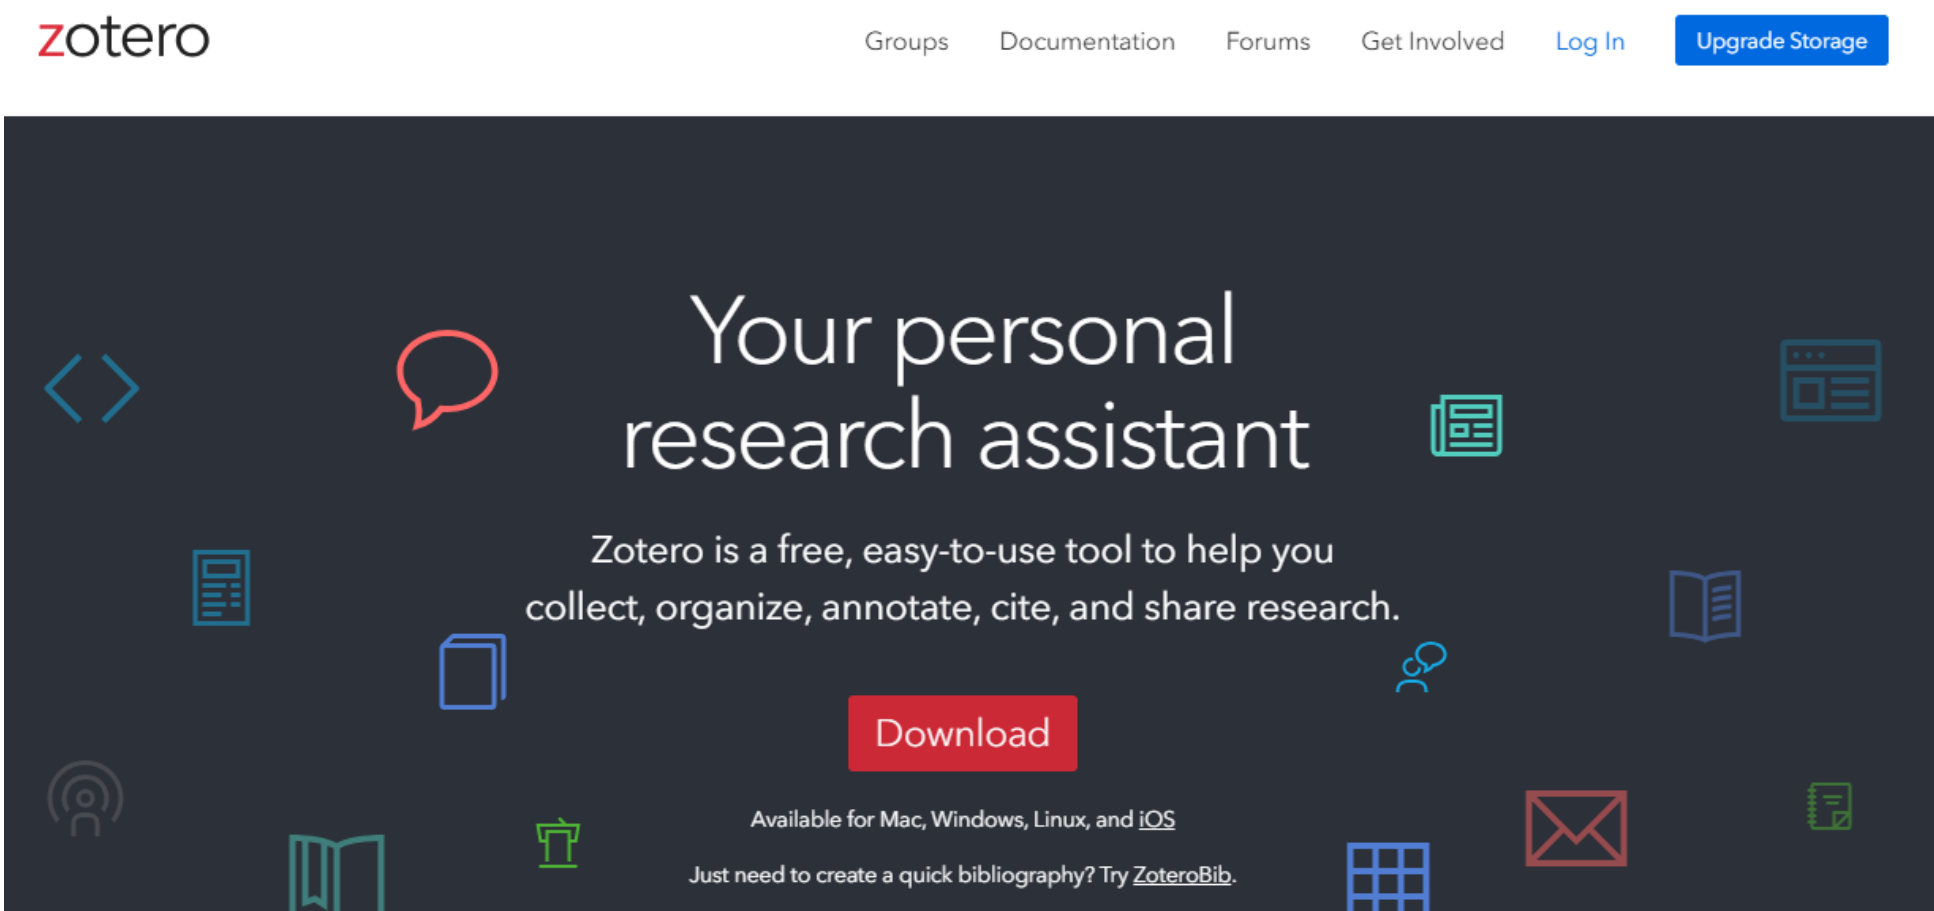 zotero
Groups Documentation Forums Get Involved Log In Upgrade Storage
Your personal
research assistant
Zotero is a free, easy-to-use tool to help you
collect, organize, annotate, cite, and share research.
Download
Available for Mac, Windows, Linux, and iOS
Just need to create a quick bibliography? Try ZoteroBib.